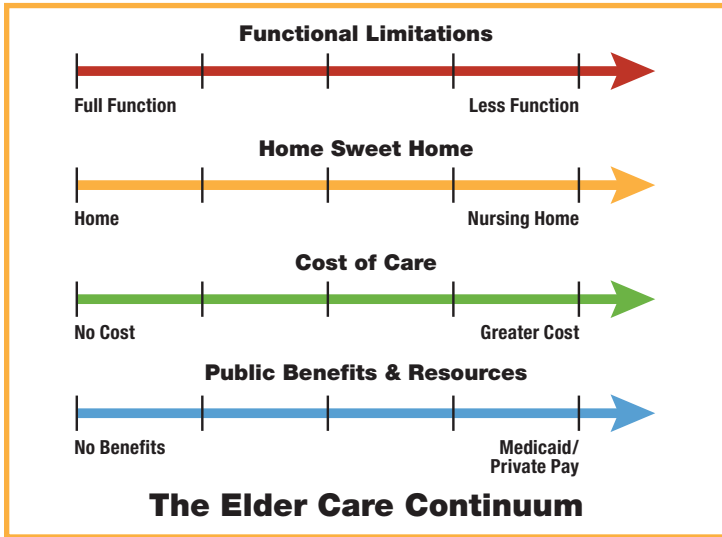 Functional Limitations
Full Function
Less Function
Home Sweet Home
Home
Nursing Home
Cost of Care
No Cost
Greater Cost
Public Benefits & Resources
No Benefits
Medicaid/
Private Pay
The Elder Care Continuum